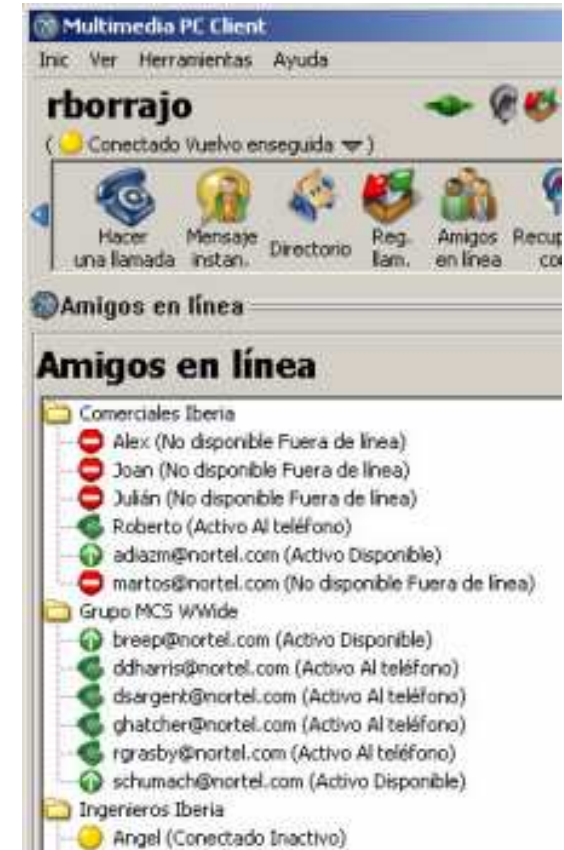 Multimedia PC Client
Inic Ver Herramientas Ayuda
rborrajo
( Conectado Vuelvo enseguida )
Hacer una llamada
Mensaje instan.
Directorio
Reg. llam.
Amigos en línea
Amigos en línea
Amigos en línea
Comerciales Iberia
Alex (No disponible Fuera de línea)
Joan (No disponible Fuera de línea)
Julián (No disponible Fuera de línea)
Roberto (Activo Al teléfono)
adiazm@nortel.com (Activo Disponible)
martos@nortel.com (No disponible Fuera de línea)
Grupo MCS WWide
breep@nortel.com (Activo Disponible)
ddharris@nortel.com (Activo Al teléfono)
dsargent@nortel.com (Activo Al teléfono)
ghatcher@nortel.com (Activo Al teléfono)
rgrasby@nortel.com (Activo Al teléfono)
schumach@nortel.com (Activo Disponible)
Ingenieros Iberia
Angel (Conectado Inactivo)